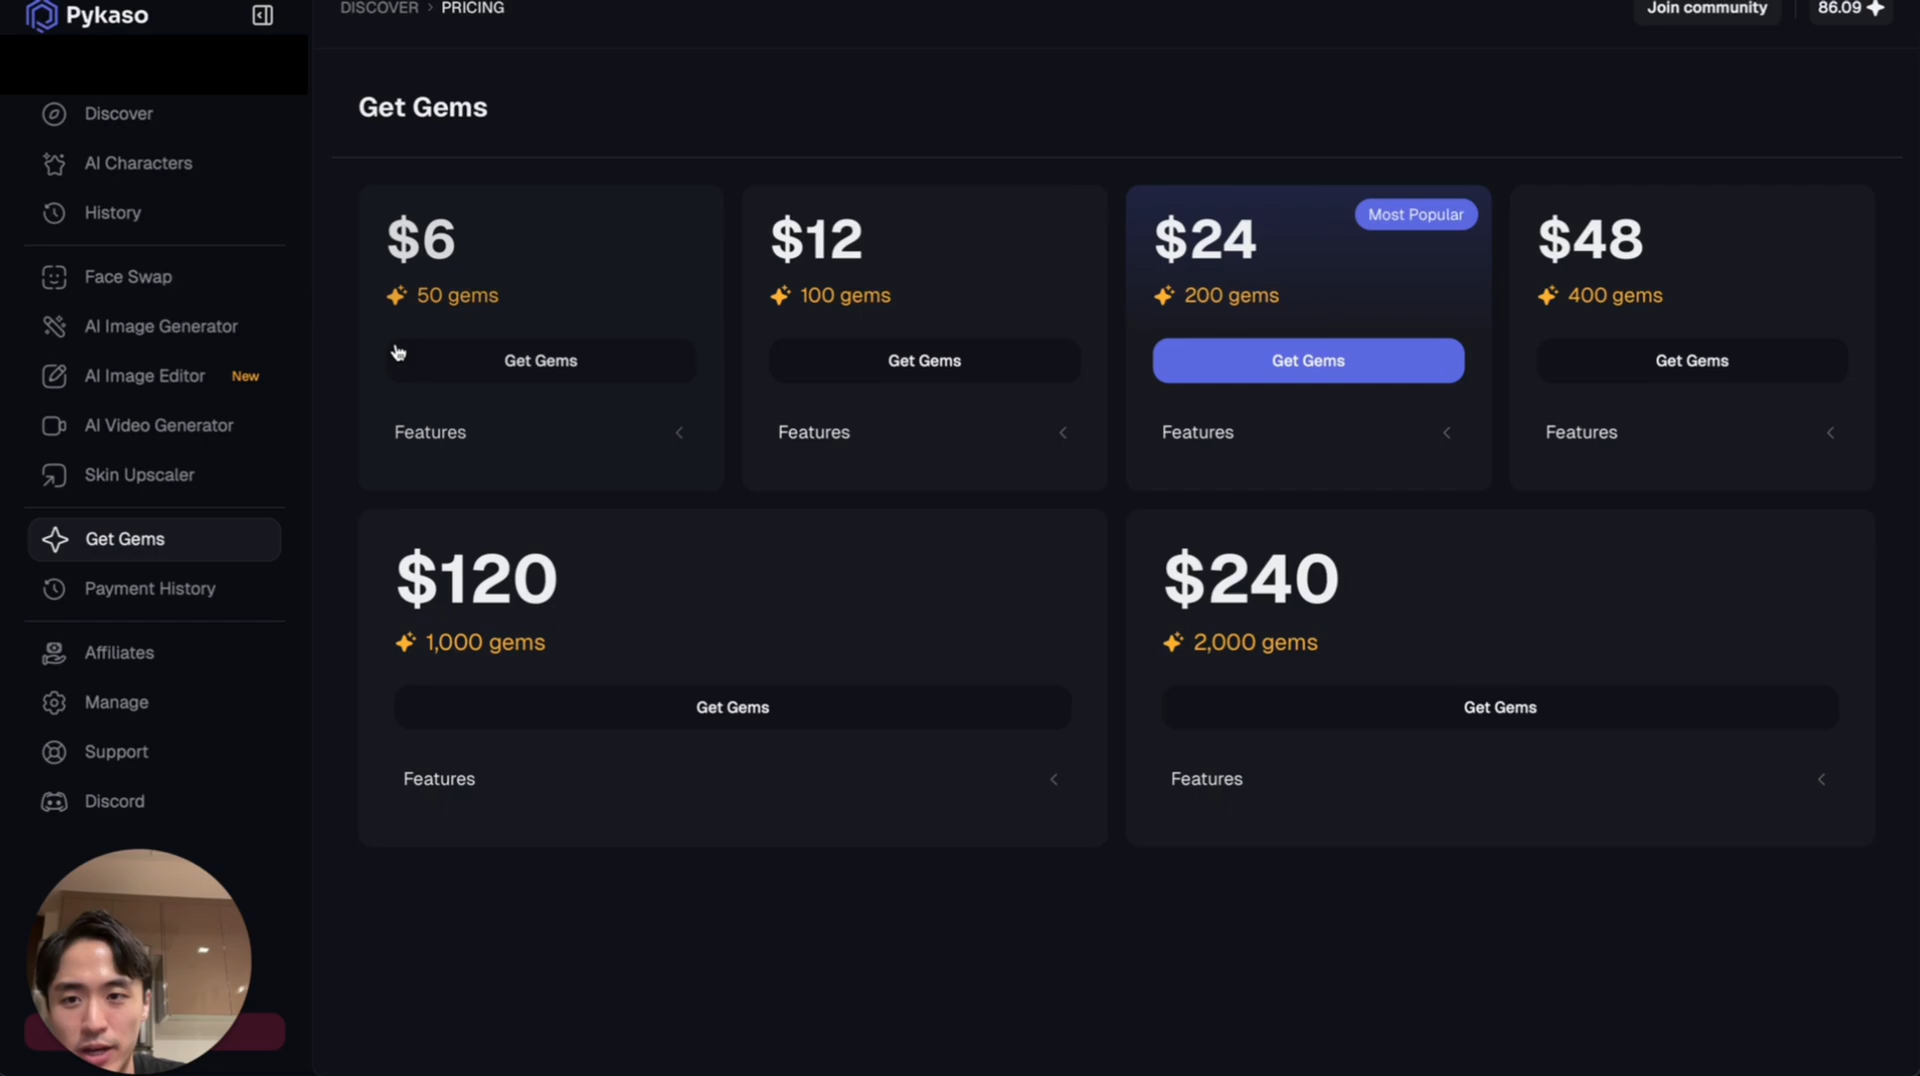 Pykaso
DISCOVER > PRICING
Join community
86.09
Discover
AI Characters
History
Face Swap
AI Image Generator
AI Image Editor New
AI Video Generator
Skin Upscaler
Get Gems
Payment History
Affiliates
Manage
Support
Discord
Get Gems
$6
50 gems
Get Gems
Features
$12
100 gems
Get Gems
Features
Most Popular
$24
200 gems
Get Gems
Features
$48
400 gems
Get Gems
Features
$120
1,000 gems
Get Gems
Features
$240
2,000 gems
Get Gems
Features